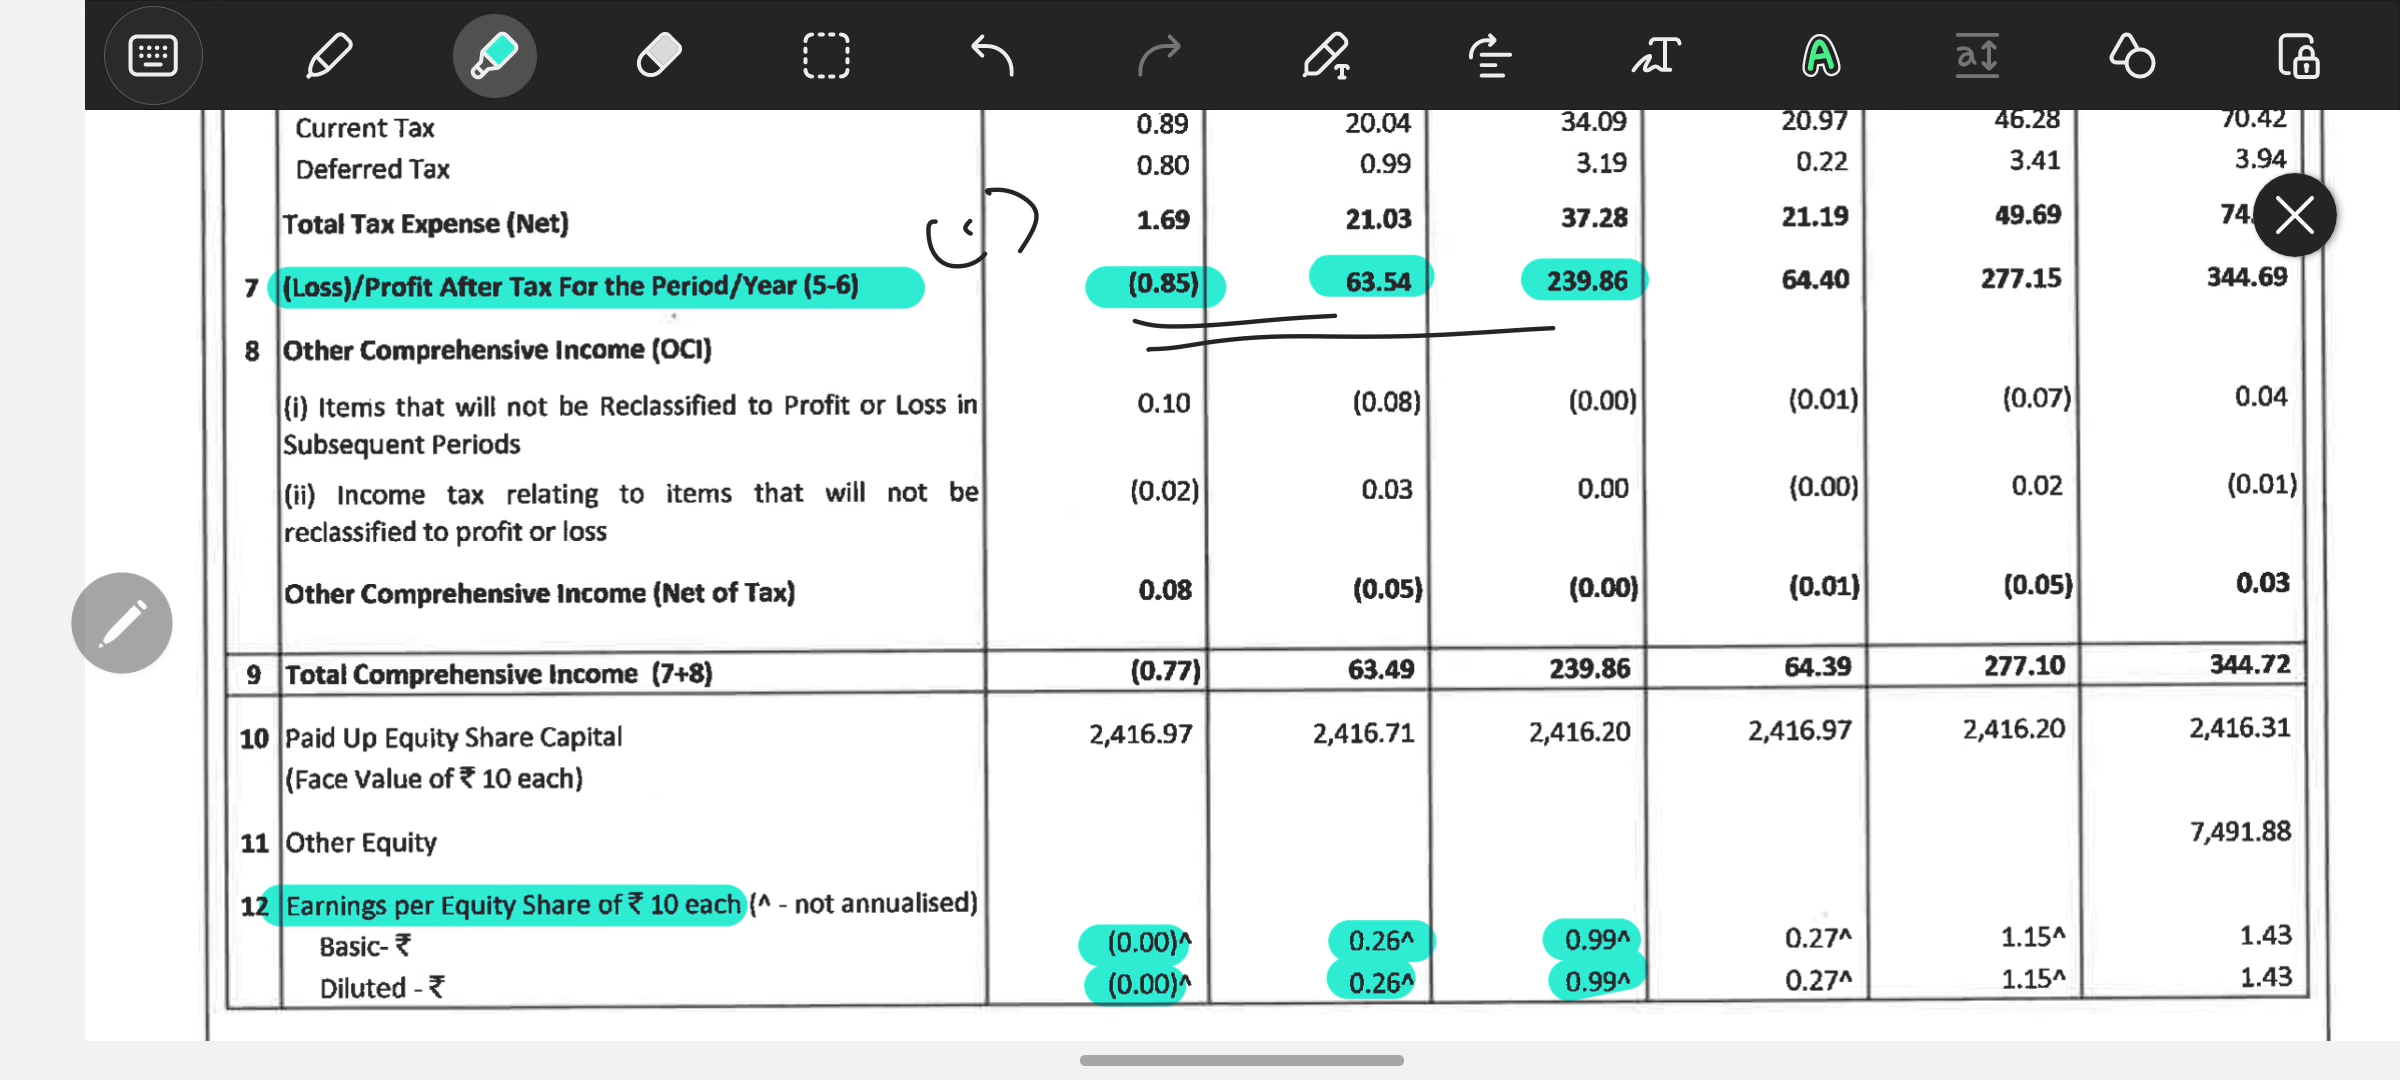 Current Tax 0.89 20.04 34.09 20.97 46.28 70.42
Deferred Tax 0.80 0.99 3.19 0.22 3.41 3.94
Total Tax Expense (Net) 1.69 21.03 37.28 21.19 49.69 74.
7 (Loss)/Profit After Tax For the Period/Year (5-6) (0.85) 63.54 239.86 64.40 277.15 344.69
8 Other Comprehensive Income (OCI)
(i) Items that will not be Reclassified to Profit or Loss in 0.10 (0.08) (0.00) (0.01) (0.07) 0.04
Subsequent Periods
(ii) Income tax relating to items that will not be (0.02) 0.03 0.00 (0.00) 0.02 (0.01)
reclassified to profit or loss
Other Comprehensive Income (Net of Tax) 0.08 (0.05) (0.00) (0.01) (0.05) 0.03
9 Total Comprehensive Income (7+8) (0.77) 63.49 239.86 64.39 277.10 344.72
10 Paid Up Equity Share Capital 2,416.97 2,416.71 2,416.20 2,416.97 2,416.20 2,416.31
(Face Value of ₹ 10 each)
11 Other Equity 7,491.88
12 Earnings per Equity Share of ₹ 10 each (^ - not annualised)
Basic- ₹ (0.00)^ 0.26^ 0.99^ 0.27^ 1.15^ 1.43
Diluted - ₹ (0.00)^ 0.26^ 0.99^ 0.27^ 1.15^ 1.43